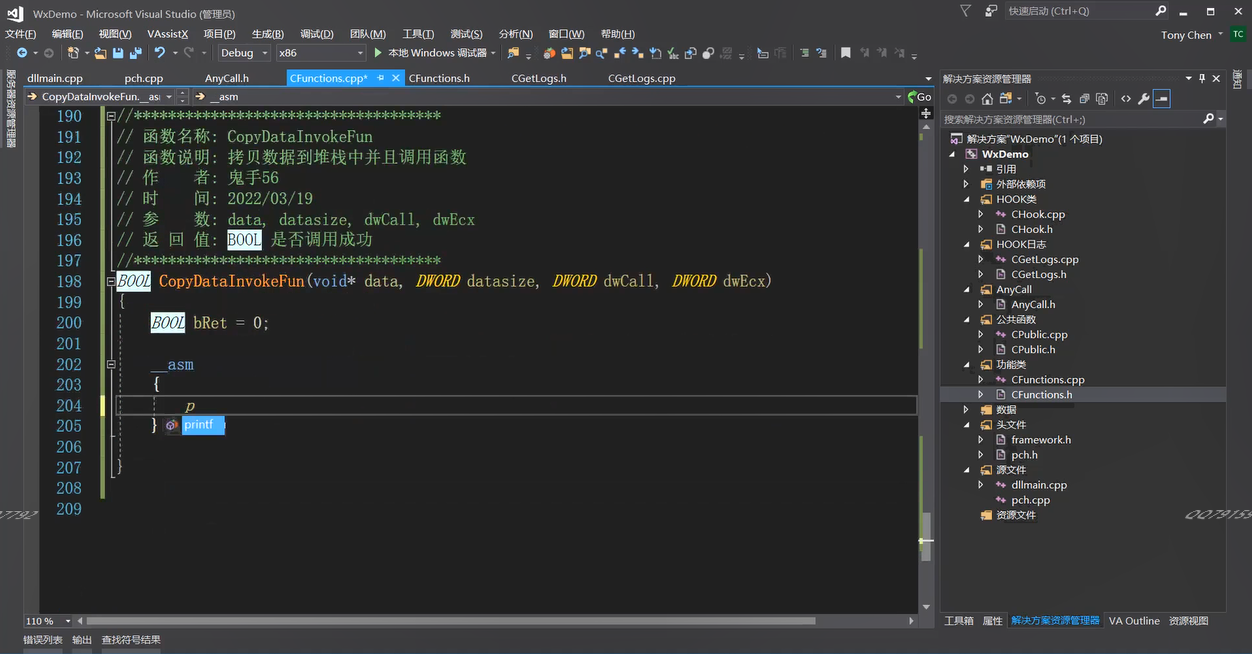 WxDemo - Microsoft Visual Studio (管理员)
快速启动 (Ctrl+Q)
文件(F) 编辑(E) 视图(V) VAssistX 项目(P) 生成(B) 调试(D) 团队(M) 工具(T) 测试(S) 分析(N) 窗口(W) 帮助(H)
Tony Chen TC
Debug x86 本地 Windows 调试器
服务器资源管理器
dllmain.cpp pch.cpp AnyCall.h CFunctions.cpp* CFunctions.h CGetLogs.h CGetLogs.cpp
CopyDataInvokeFun.__asm __asm Go
190 //************************************
191 // 函数名称: CopyDataInvokeFun
192 // 函数说明: 拷贝数据到堆栈中并且调用函数
193 // 作 者: 鬼手56
194 // 时 间: 2022/03/19
195 // 参 数: data, datasize, dwCall, dwEcx
196 // 返 回 值: BOOL 是否调用成功
197 //************************************
198 BOOL CopyDataInvokeFun(void* data, DWORD datasize, DWORD dwCall, DWORD dwEcx)
199 {
200 BOOL bRet = 0;
201
202 __asm
203 {
204 p
205 } printf
206
207 }
208
209
110 %
错误列表 输出 查找符号结果
解决方案资源管理器
搜索解决方案资源管理器(Ctrl+;)
解决方案"WxDemo"(1 个项目)
WxDemo
引用
外部依赖项
HOOK类
CHook.cpp
CHook.h
HOOK日志
CGetLogs.cpp
CGetLogs.h
AnyCall
AnyCall.h
公共函数
CPublic.cpp
CPublic.h
功能类
CFunctions.cpp
CFunctions.h
数据
头文件
framework.h
pch.h
源文件
dllmain.cpp
pch.cpp
资源文件
工具箱 属性 解决方案资源管理器 VA Outline 资源视图
通知